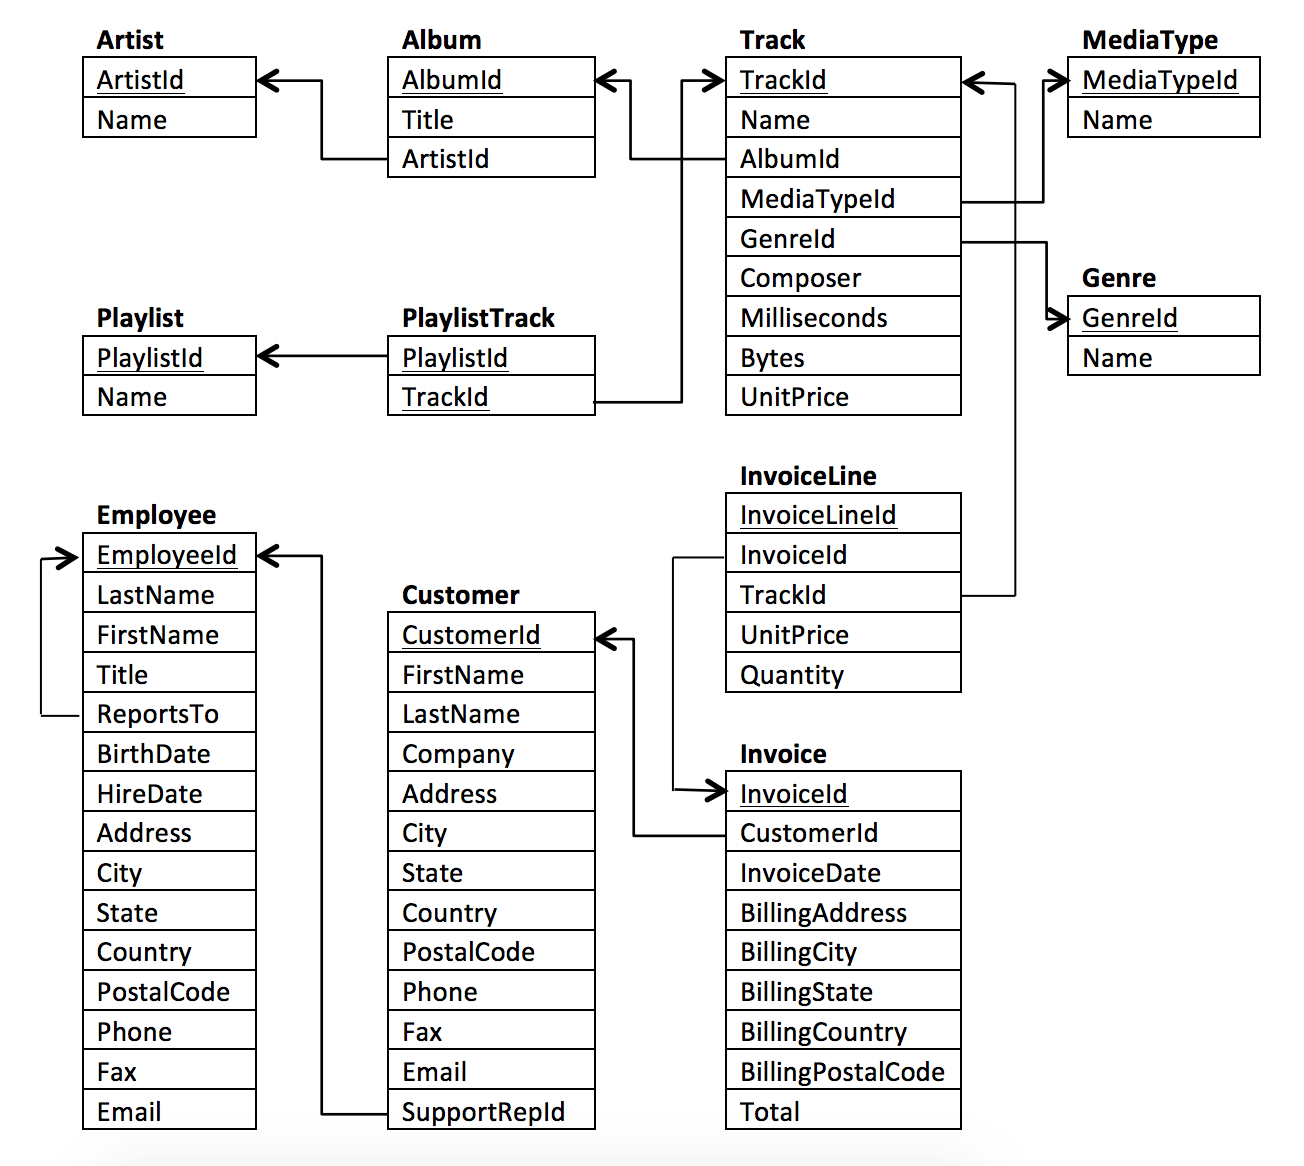 Artist
ArtistId
Name
Album
AlbumId
Title
ArtistId
Track
TrackId
Name
AlbumId
MediaTypeId
GenreId
Composer
Milliseconds
Bytes
UnitPrice
MediaType
MediaTypeId
Name
Genre
GenreId
Name
Playlist
PlaylistId
Name
PlaylistTrack
PlaylistId
TrackId
Employee
EmployeeId
LastName
FirstName
Title
ReportsTo
BirthDate
HireDate
Address
City
State
Country
PostalCode
Phone
Fax
Email
Customer
CustomerId
FirstName
LastName
Company
Address
City
State
Country
PostalCode
Phone
Fax
Email
SupportRepId
InvoiceLine
InvoiceLineId
InvoiceId
TrackId
UnitPrice
Quantity
Invoice
InvoiceId
CustomerId
InvoiceDate
BillingAddress
BillingCity
BillingState
BillingCountry
BillingPostalCode
Total